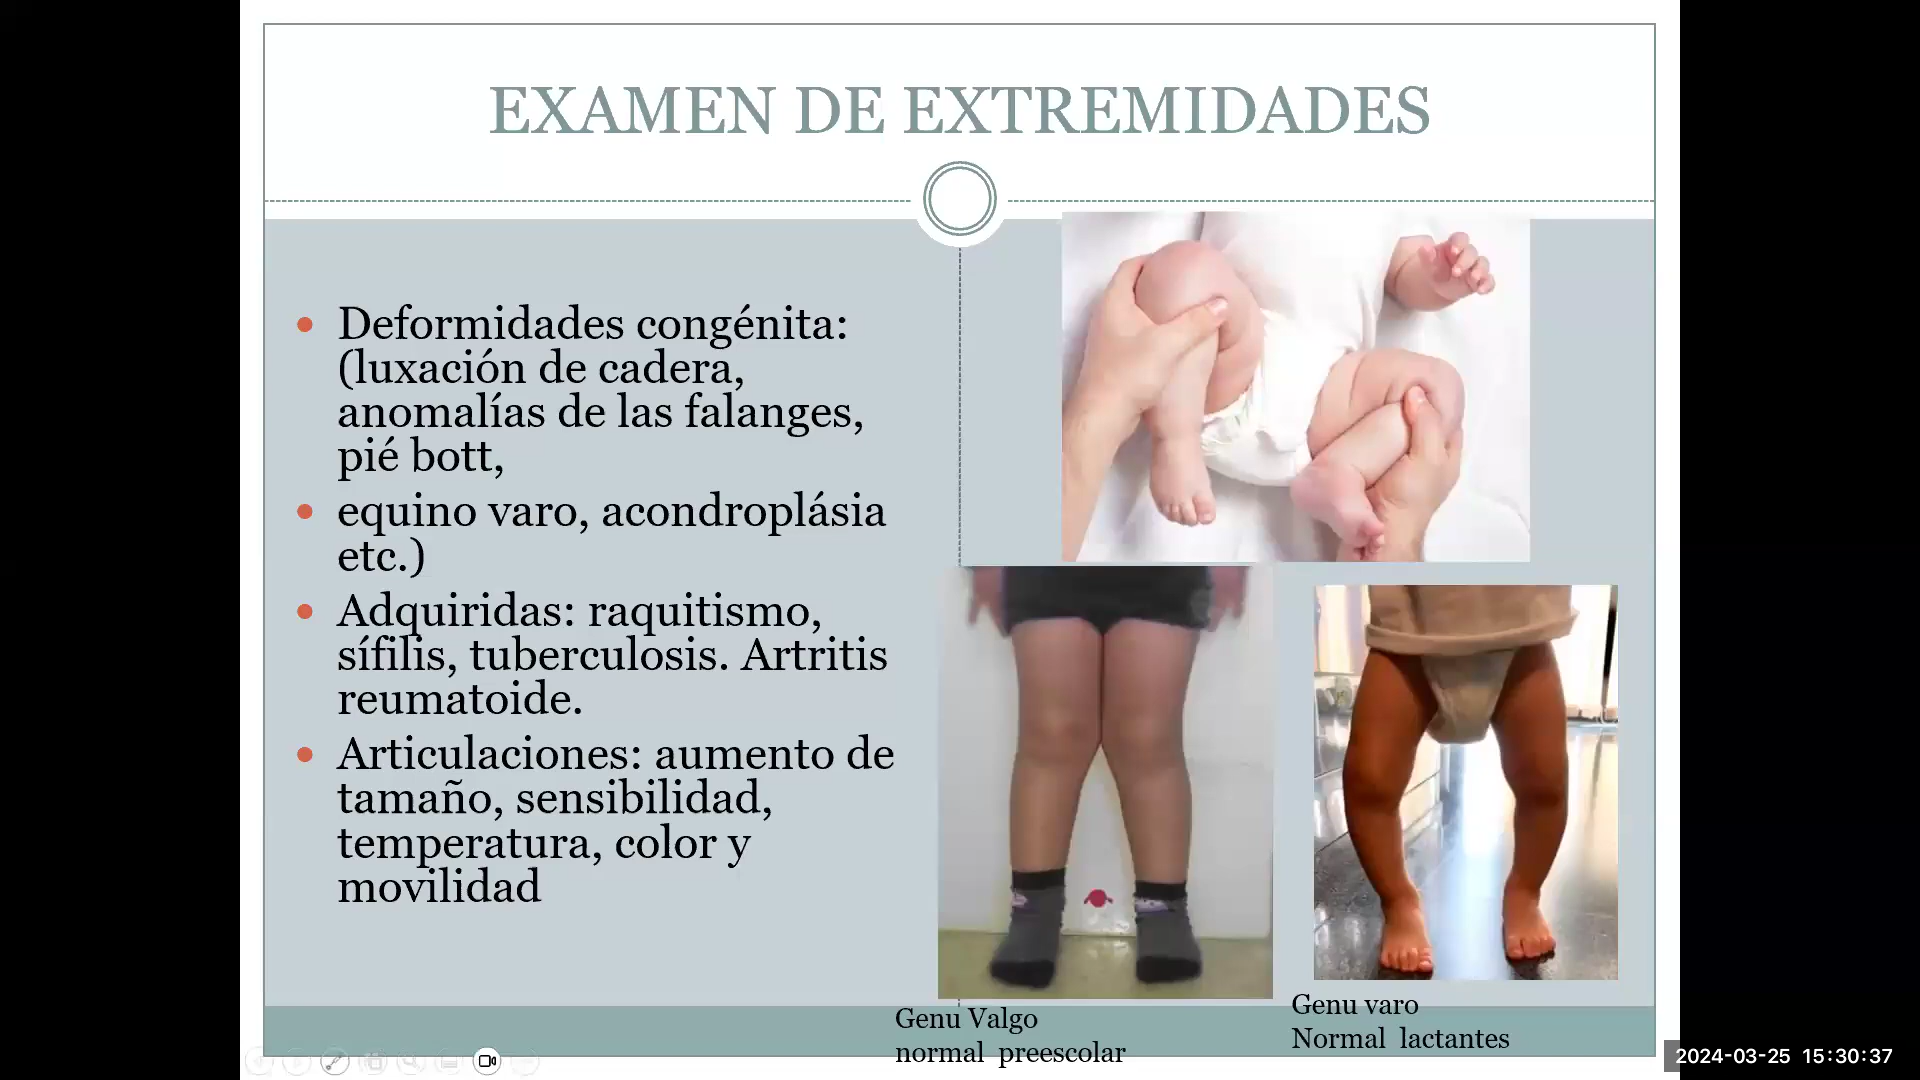 EXAMEN DE EXTREMIDADES
Deformidades congénita:
(luxación de cadera,
anomalías de las falanges,
pié bott,
equino varo, acondroplásia
etc.)
Adquiridas: raquitismo,
sífilis, tuberculosis. Artritis
reumatoide.
Articulaciones: aumento de
tamaño, sensibilidad,
temperatura, color y
movilidad
Genu Valgo
normal preescolar
Genu varo
Normal lactantes
2024-03-25 15:30:37